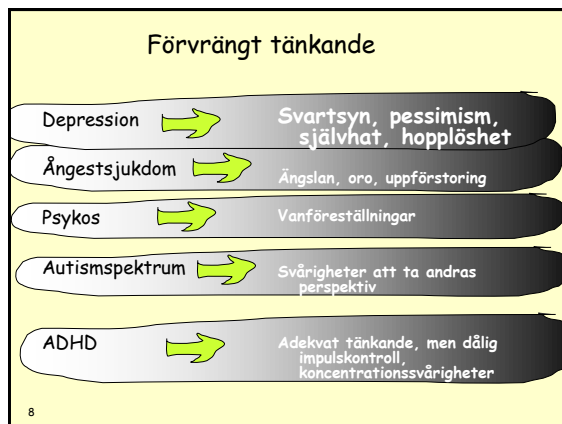 Förvrängt tänkande
Depression
Svartsyn, pessimism,
självhat, hopplöshet
Ångestsjukdom
Ängslan, oro, uppförstoring
Psykos
Vanföreställningar
Autismspektrum
Svårigheter att ta andras
perspektiv
ADHD
Adekvat tänkande, men dålig
impulskontroll,
koncentrationssvårigheter
8